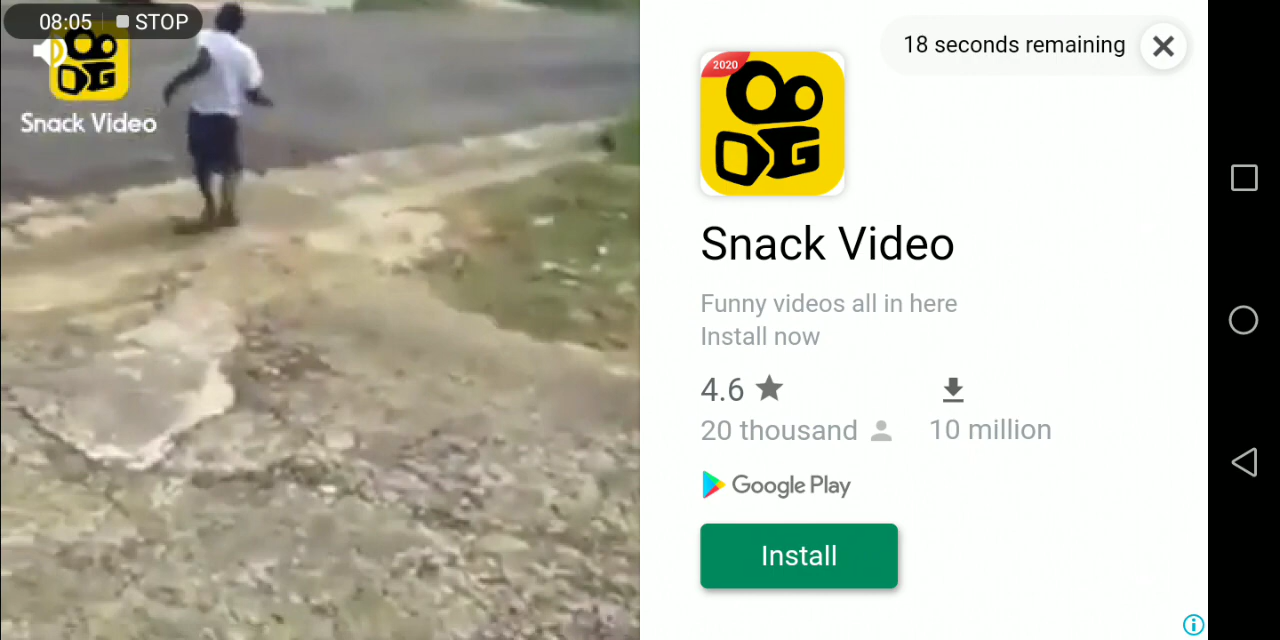 08:05 STOP
Snack Video
18 seconds remaining
2020
Snack Video
Funny videos all in here
Install now
4.6
20 thousand
10 million
Google Play
Install